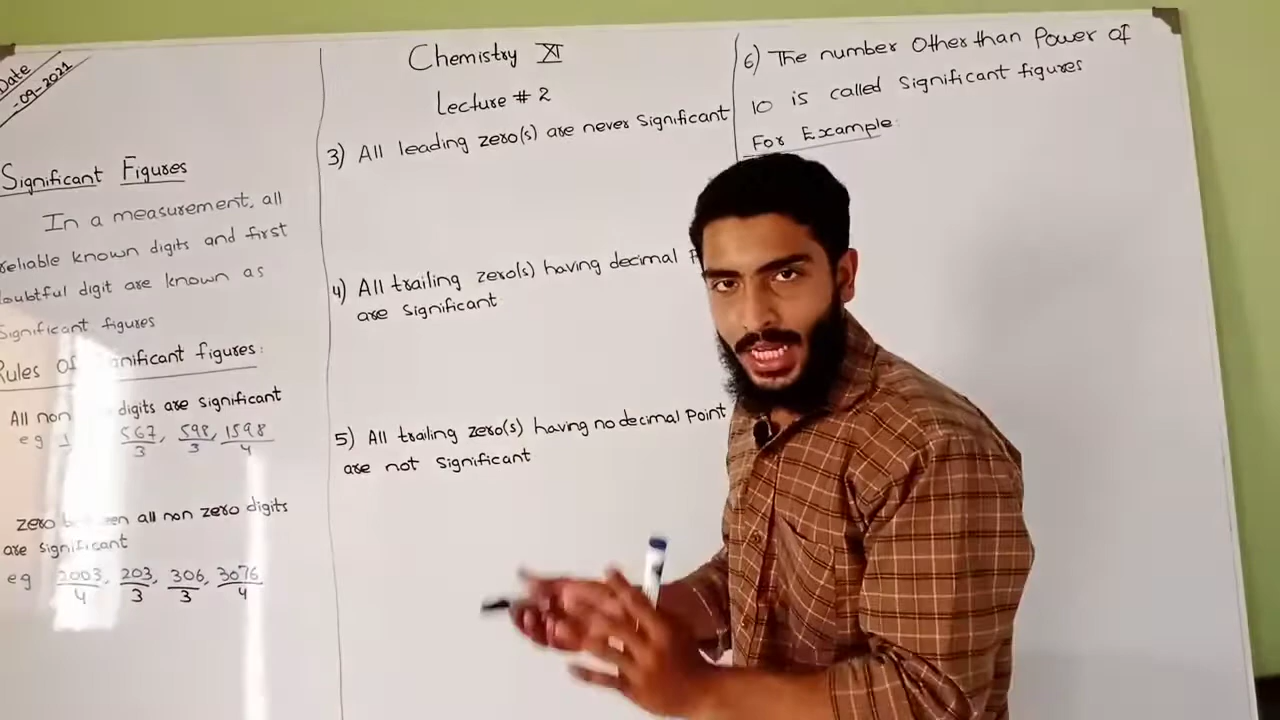 Date
-09-2021
Significant Figures
In a measurement, all
reliable known digits and first
doubtful digit are known as
Significant figures
Rules of figures:
All non digits are significant
eg 1 567, 598, 1598
3 3 4
zero all non zero digits
are significant
eg 2003, 203, 306, 3076
4 3 3 4
Chemistry XI
Lecture # 2
3) All leading zero(s) are never Significant
4) All trailing zero(s) having decimal
are significant
5) All trailing zero(s) having no decimal Point
are not significant
6) The number Other than Power of
10 is called Significant figures
For Example: